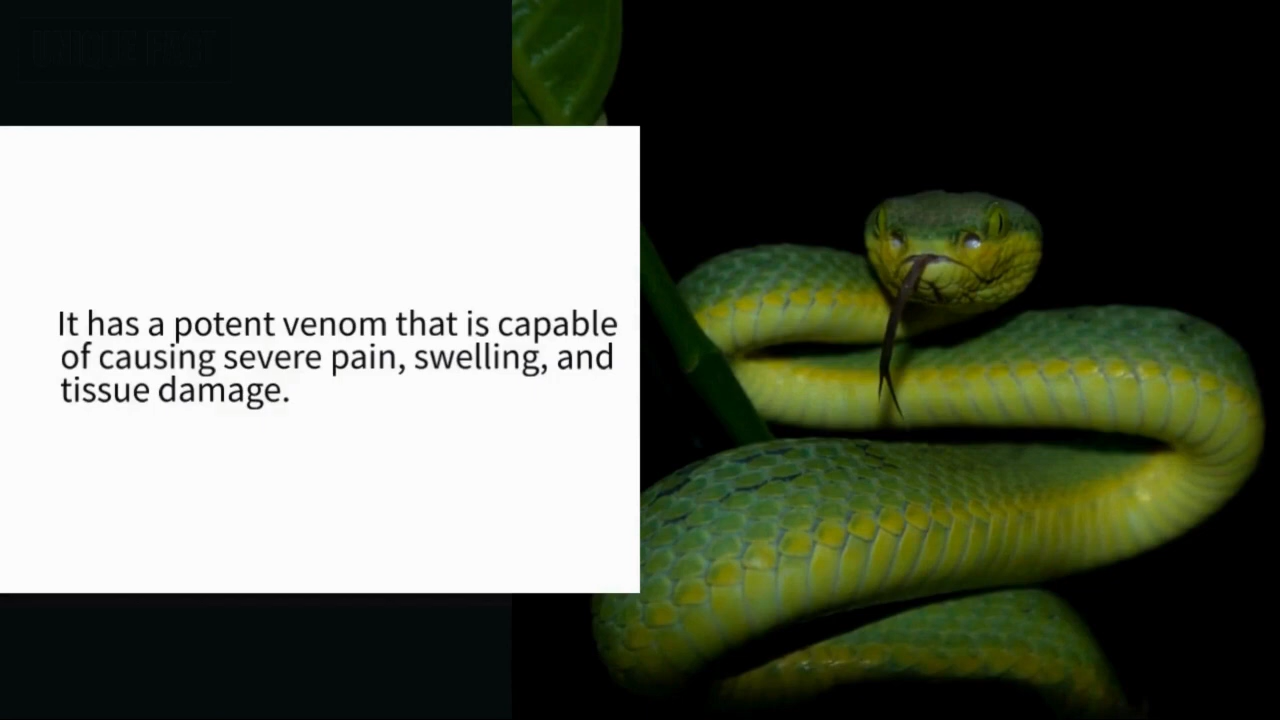 It has a potent venom that is capable
of causing severe pain, swelling, and
tissue damage.